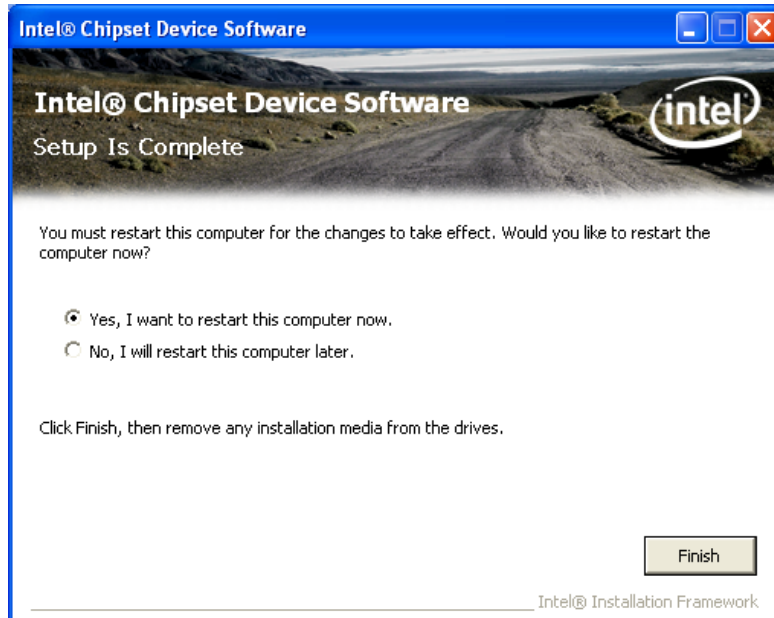 Intel® Chipset Device Software
Intel® Chipset Device Software
intel
Setup Is Complete
You must restart this computer for the changes to take effect. Would you like to restart the
computer now?
Yes, I want to restart this computer now.
No, I will restart this computer later.
Click Finish, then remove any installation media from the drives.
Finish
Intel® Installation Framework